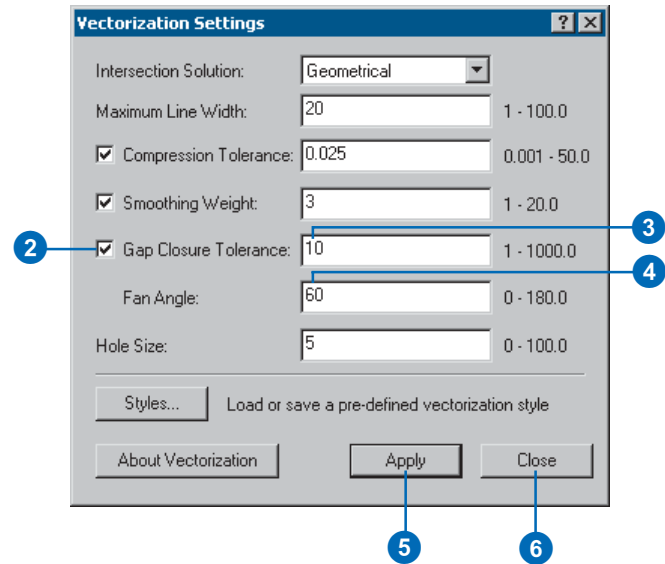 Vectorization Settings
? ×
Intersection Solution: Geometrical
Maximum Line Width: 20 1 - 100.0
Compression Tolerance: 0.025 0.001 - 50.0
Smoothing Weight: 3 1 - 20.0
3
2 Gap Closure Tolerance: 10 1 - 1000.0
4
Fan Angle: 60 0 - 180.0
Hole Size: 5 0 - 100.0
Styles... Load or save a pre-defined vectorization style
About Vectorization Apply Close
5 6